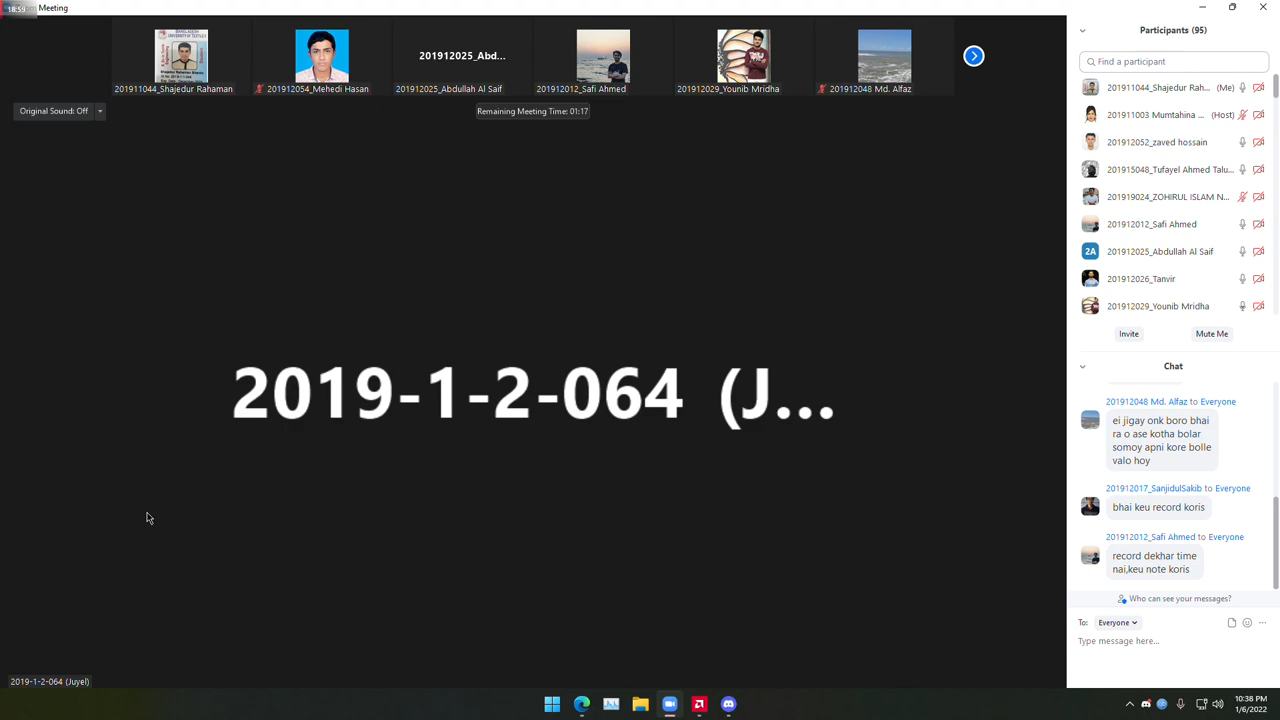 18:59
Meeting
201912025_Abd...
201911044_Shajedur Rahaman
201912054_Mehedi Hasan
201912025_Abdullah Al Saif
201912012_Safi Ahmed
201912029_Younib Mridha
201912048 Md. Alfaz
Original Sound: Off
Remaining Meeting Time: 01:17
2019-1-2-064 (J...
2019-1-2-064 (Juyel)
Participants (95)
Find a participant
201911044_Shajedur Rah... (Me)
201911003 Mumtahina ... (Host)
201912052_zaved hossain
201915048_Tufayel Ahmed Talu...
201919024_ZOHIRUL ISLAM N...
201912012_Safi Ahmed
2A 201912025_Abdullah Al Saif
201912026_Tanvir
201912029_Younib Mridha
Invite Mute Me
Chat
201912048 Md. Alfaz to Everyone
ei jigay onk boro bhai
ra o ase kotha bolar
somoy apni kore bolle
valo hoy
201912017_SanjidulSakib to Everyone
bhai keu record koris
201912012_Safi Ahmed to Everyone
record dekhar time
nai,keu note koris
Who can see your messages?
To: Everyone
Type message here...
10:38 PM
1/6/2022